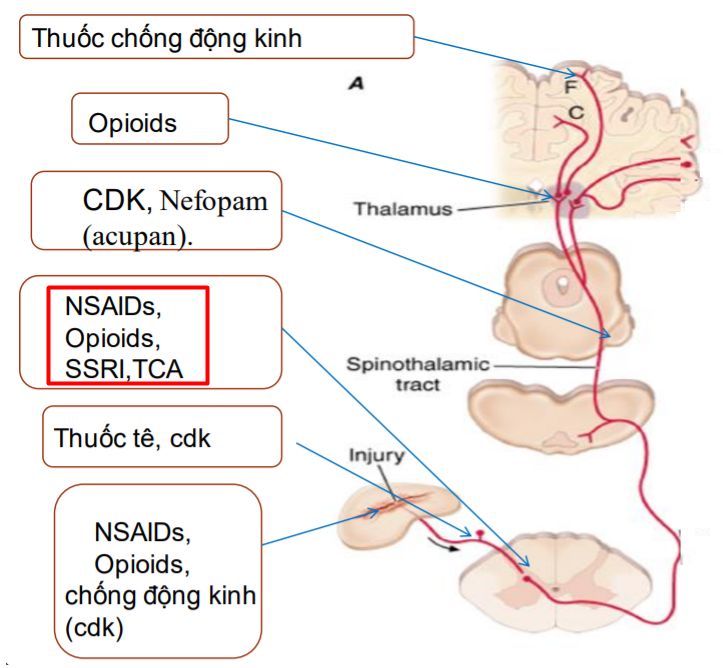 Thuốc chống động kinh
A
F
Opioids
C
CDK, Nefopam
(acupan).
Thalamus
NSAIDs,
Opioids,
SSRI,TCA
Spinothalamic
tract
Thuốc tê, cdk
Injury
NSAIDs,
Opioids,
chống động kinh
(cdk)